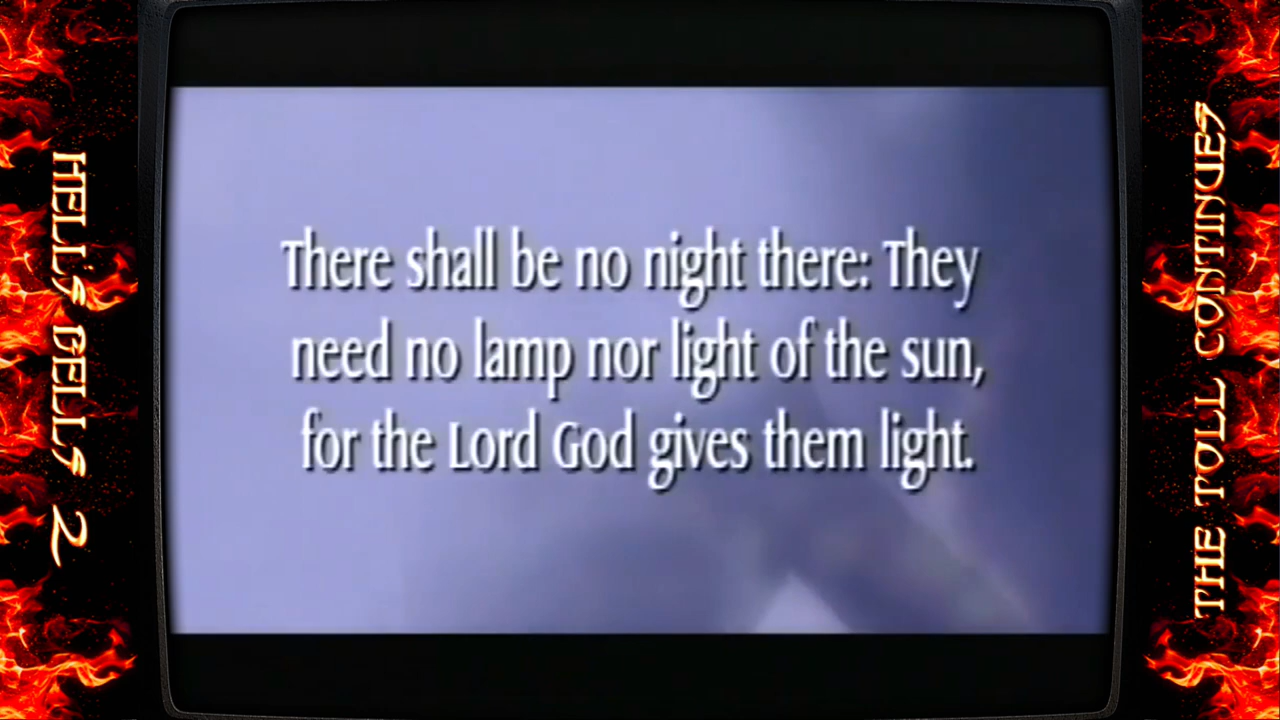 HELL'S BELLS 2
There shall be no night there: They
need no lamp nor light of the sun,
for the Lord God gives them light.
THE TOLL CONTINUES